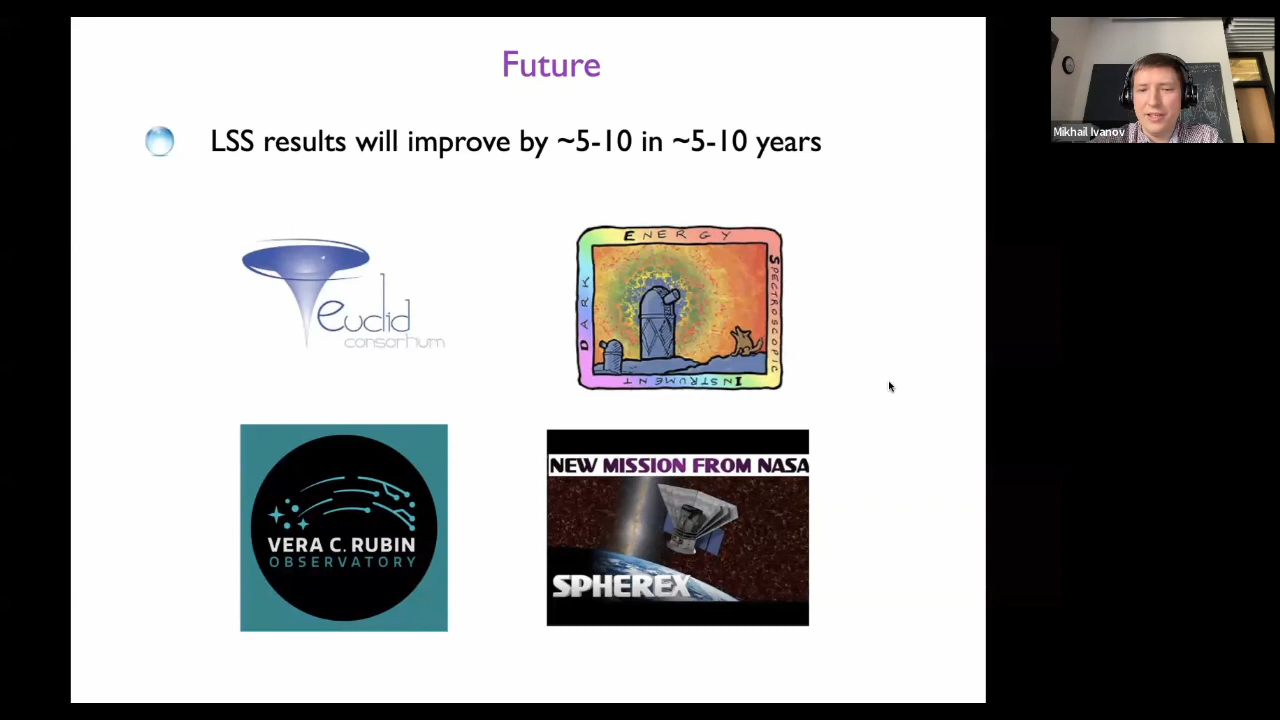 Future
LSS results will improve by ~5-10 in ~5-10 years
euclid
consortium
DARK
ENERGY
SPECTROSCOPIC
INSTRUMENT
VERA C. RUBIN
OBSERVATORY
NEW MISSION FROM NASA
SPHEREX
Mikhail Ivanov